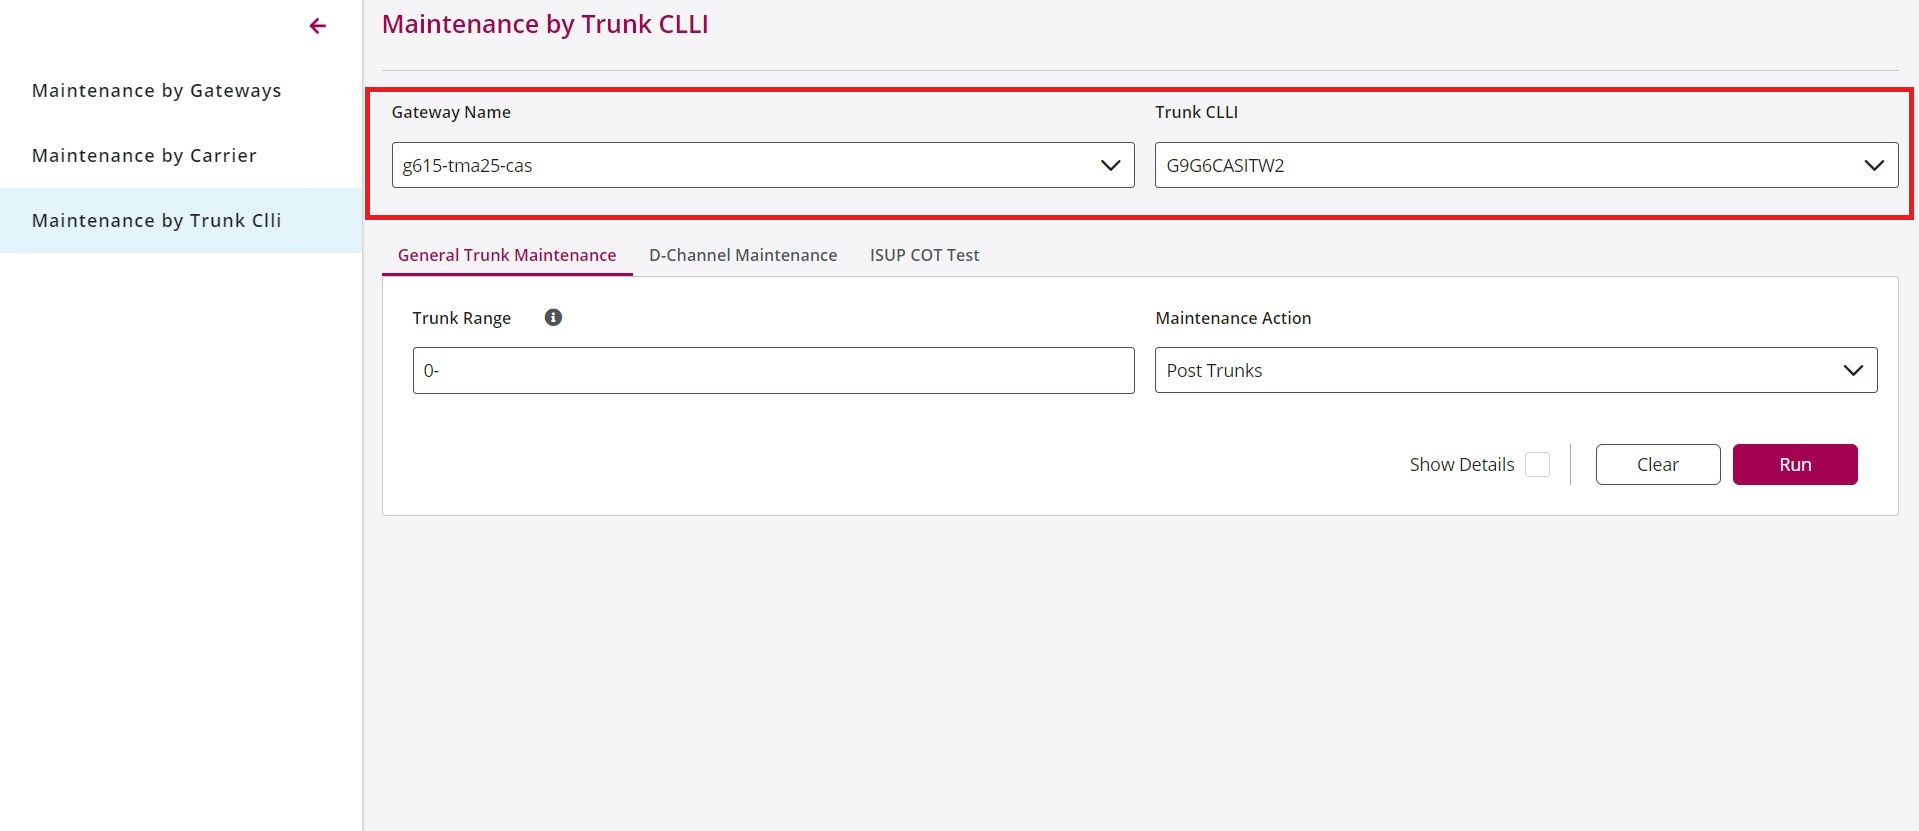 Maintenance by Trunk CLLI
Maintenance by Gateways
Maintenance by Carrier
Maintenance by Trunk Clli
Gateway Name
Trunk CLLI
g615-tma25-cas
G9G6CASITW2
General Trunk Maintenance
D-Channel Maintenance
ISUP COT Test
Trunk Range
Maintenance Action
0-
Post Trunks
Show Details
Clear
Run